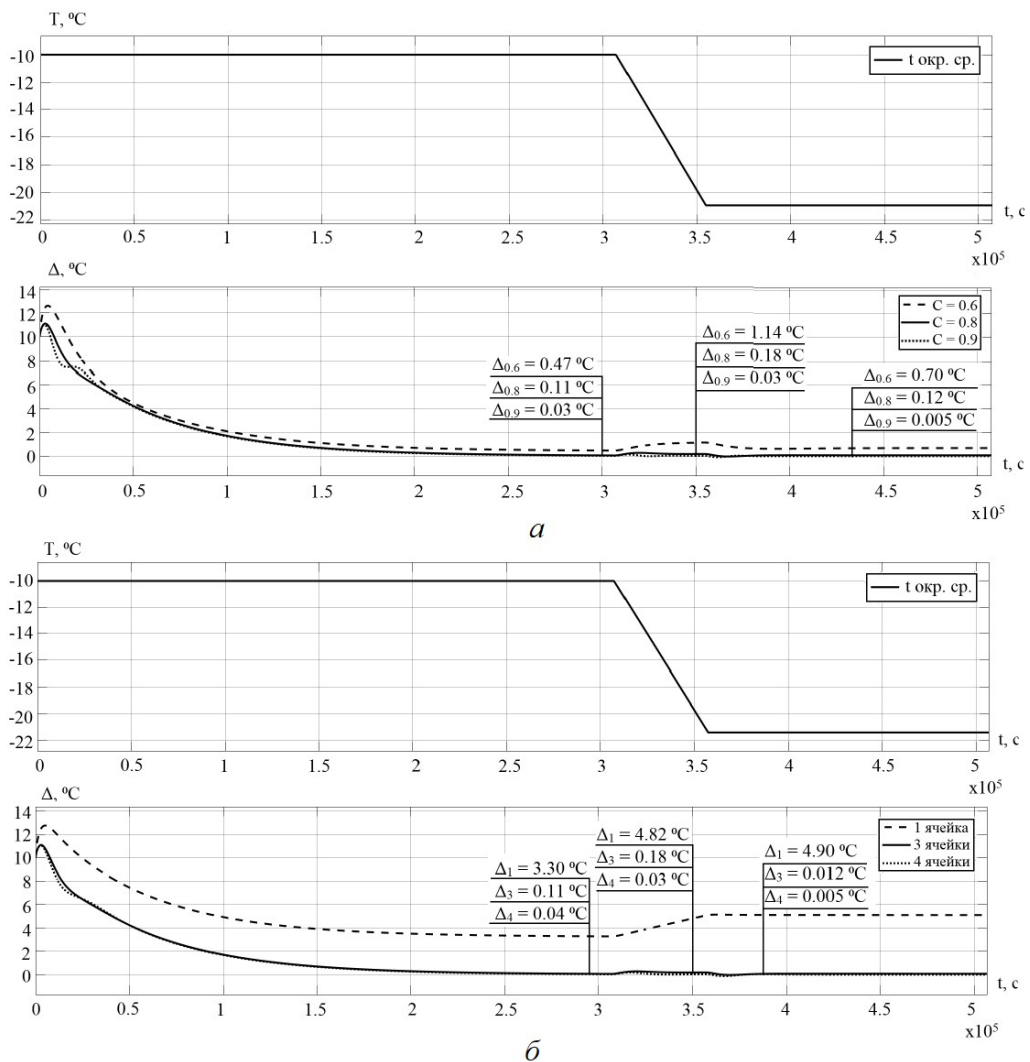 T, ºC
-10
-12
-14
-16
-18
-20
-22
t окр. ср.
0 0.5 1 1.5 2 2.5 3 3.5 4 4.5 5
t, c
x10⁵
Δ, ºC
14
12
10
8
6
4
2
0
C = 0.6
C = 0.8
C = 0.9
Δ0.6 = 0.47 ºC
Δ0.8 = 0.11 ºC
Δ0.9 = 0.03 ºC
Δ0.6 = 1.14 ºC
Δ0.8 = 0.18 ºC
Δ0.9 = 0.03 ºC
Δ0.6 = 0.70 ºC
Δ0.8 = 0.12 ºC
Δ0.9 = 0.005 ºC
0 0.5 1 1.5 2 2.5 3 3.5 4 4.5 5
t, c
x10⁵
а
T, ºC
-10
-12
-14
-16
-18
-20
-22
t окр. ср.
0 0.5 1 1.5 2 2.5 3 3.5 4 4.5 5
t, c
x10⁵
Δ, ºC
14
12
10
8
6
4
2
0
1 ячейка
3 ячейки
4 ячейки
Δ1 = 3.30 ºC
Δ3 = 0.11 ºC
Δ4 = 0.04 ºC
Δ1 = 4.82 ºC
Δ3 = 0.18 ºC
Δ4 = 0.03 ºC
Δ1 = 4.90 ºC
Δ3 = 0.012 ºC
Δ4 = 0.005 ºC
0 0.5 1 1.5 2 2.5 3 3.5 4 4.5 5
t, c
x10⁵
б